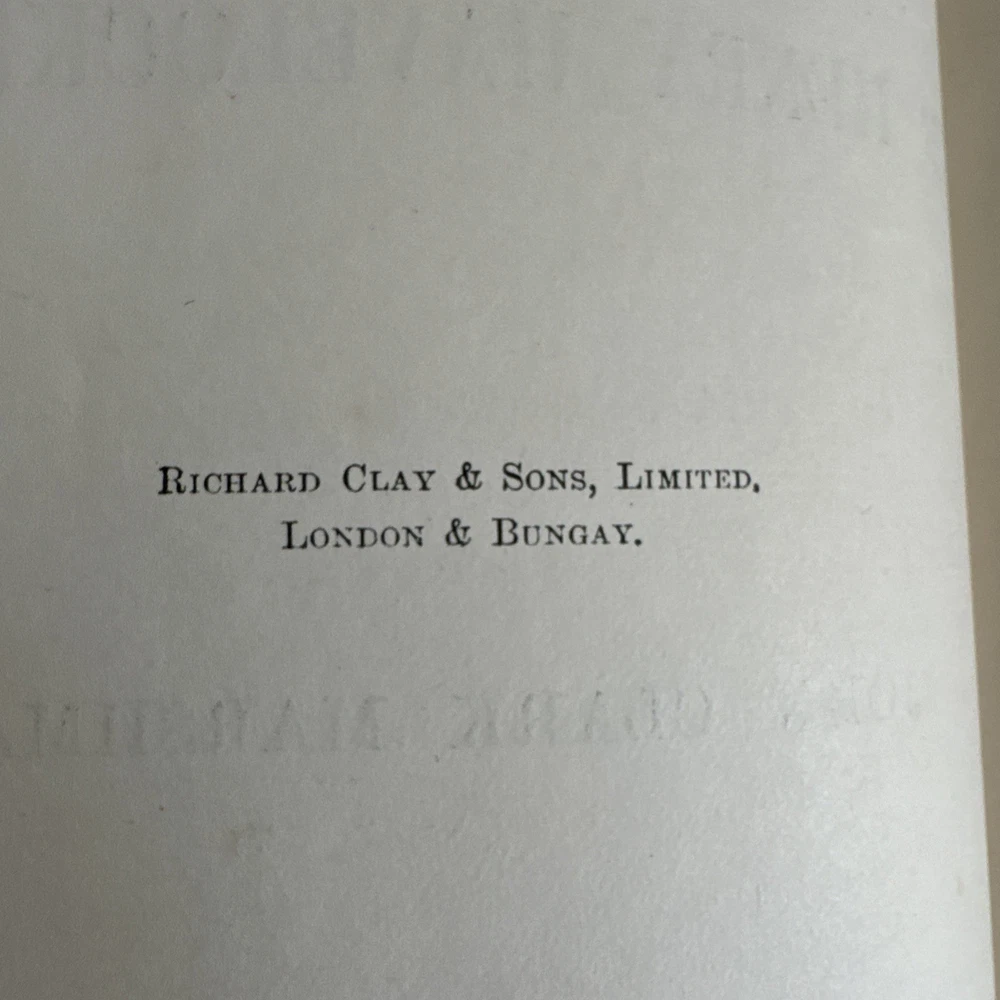 RICHARD CLAY & SONS, LIMITED,
LONDON & BUNGAY.